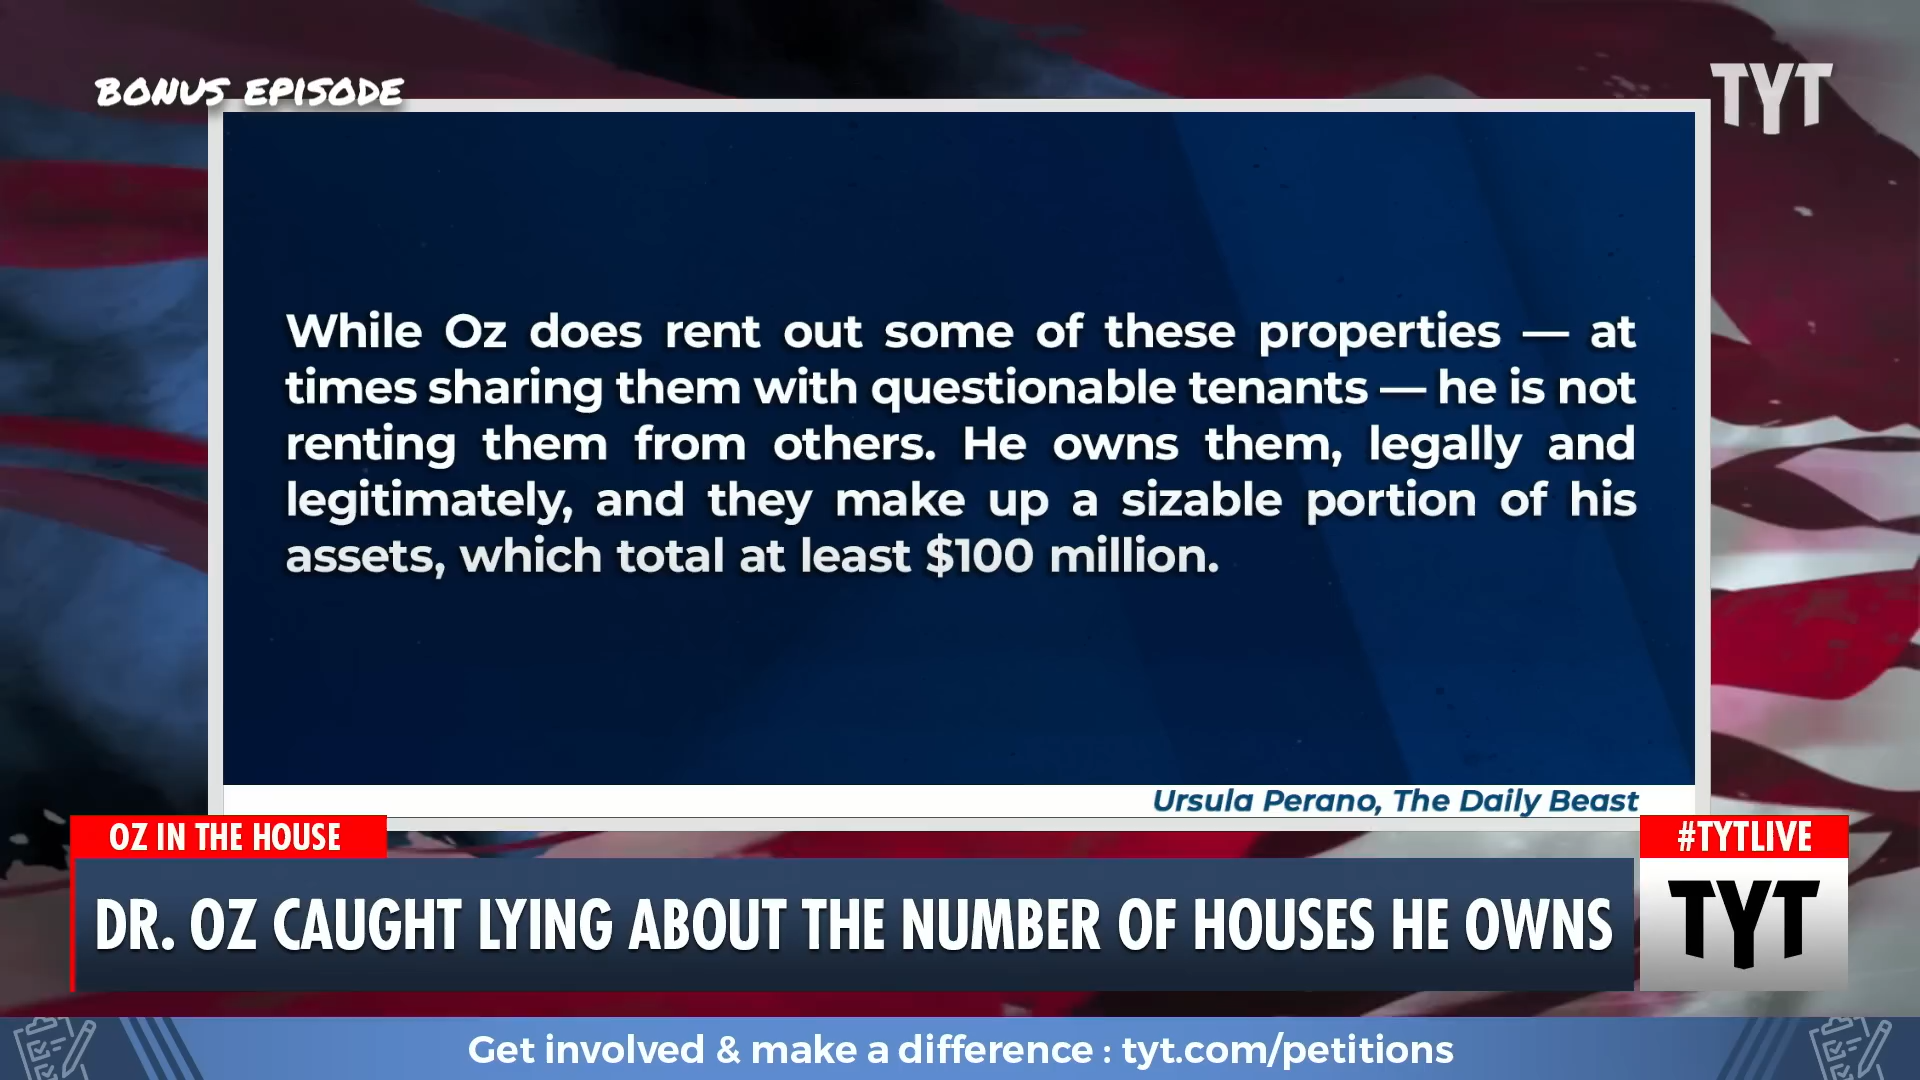 BONUS EPISODE
TYT
While Oz does rent out some of these properties — at
times sharing them with questionable tenants — he is not
renting them from others. He owns them, legally and
legitimately, and they make up a sizable portion of his
assets, which total at least $100 million.
Ursula Perano, The Daily Beast
OZ IN THE HOUSE
#TYTLIVE
DR. OZ CAUGHT LYING ABOUT THE NUMBER OF HOUSES HE OWNS
TYT
Get involved & make a difference : tyt.com/petitions